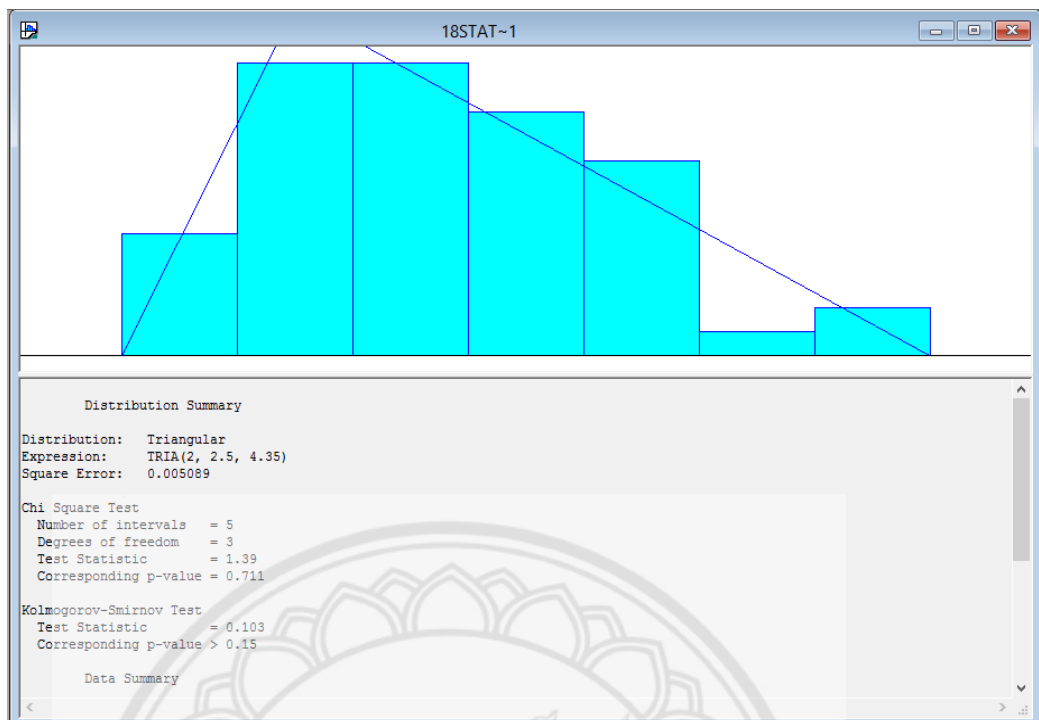 18STAT~1
Distribution Summary
Distribution: Triangular
Expression: TRIA(2, 2.5, 4.35)
Square Error: 0.005089
Chi Square Test
Number of intervals = 5
Degrees of freedom = 3
Test Statistic = 1.39
Corresponding p-value = 0.711
Kolmogorov-Smirnov Test
Test Statistic = 0.103
Corresponding p-value > 0.15
Data Summary